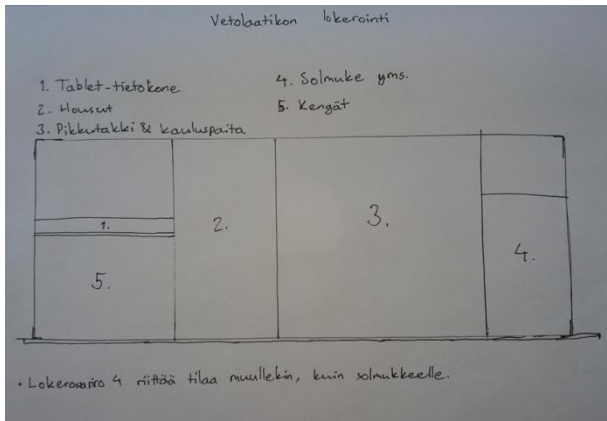 Vetolaatikon lokerointi
1. Tablet-tietokone
2. Housut
3. Pikkutakki & kauluspaita
4. Solmuke yms.
5. Kengät
1.
2.
3.
4.
5.
• 4 riittää tilaa muullekin, kuin solmukkeelle.